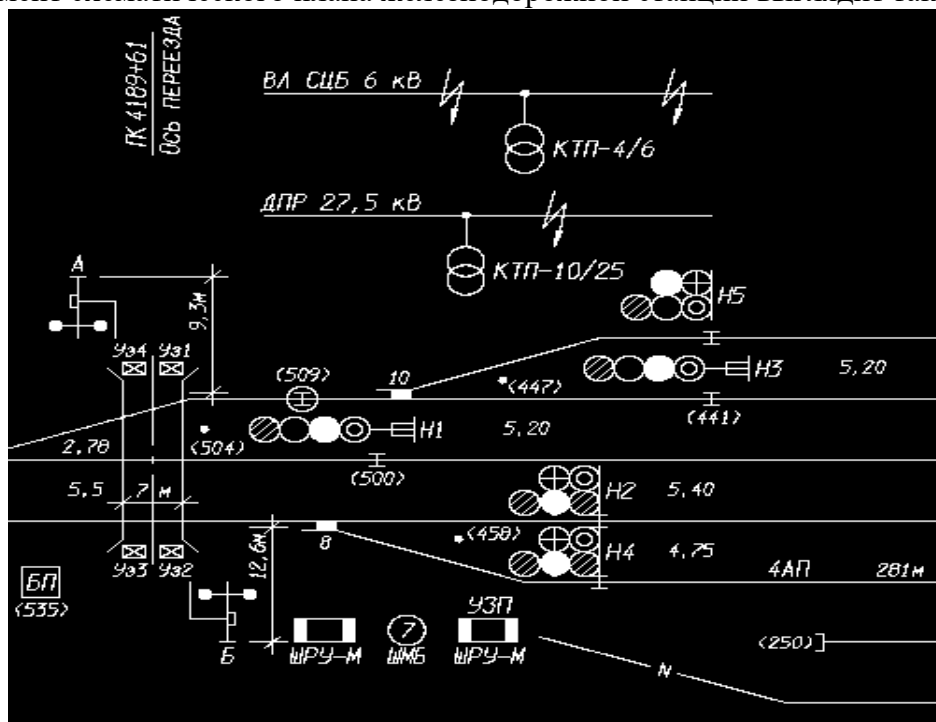 ПК 4189+61
ОСЬ ПЕРЕЕЗДА
ВЛ СЦБ 6 кВ
КТП-4/6
ДПР 27,5 кВ
КТП-10/25
А
9,3м
Н5
Уз4 Уз1
(509)
10
(447)
Н3
5,20
(441)
2,78
(504)
Н1
5,20
(500)
5,5
7 м
Н2
5,40
12,6м
8
(458)
Н4
4,75
4АП
281м
Уз3 Уз2
БП
(535)
Б
ШРУ-М
7
ШМБ
УЗП
ШРУ-М
N
(250)